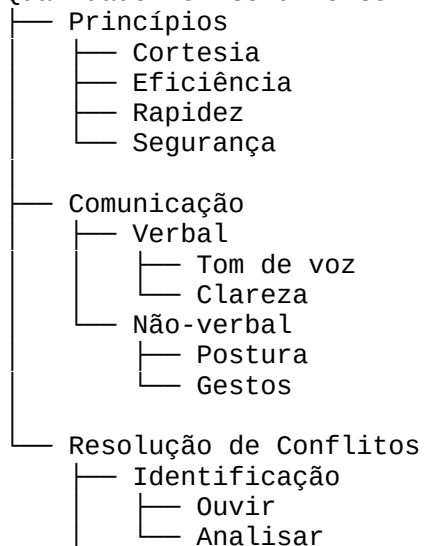 ├── Princípios
│   ├── Cortesia
│   ├── Eficiência
│   ├── Rapidez
│   └── Segurança
│
├── Comunicação
│   ├── Verbal
│   │   ├── Tom de voz
│   │   └── Clareza
│   └── Não-verbal
│       ├── Postura
│       └── Gestos
│
└── Resolução de Conflitos
    ├── Identificação
    │   ├── Ouvir
    │   └── Analisar